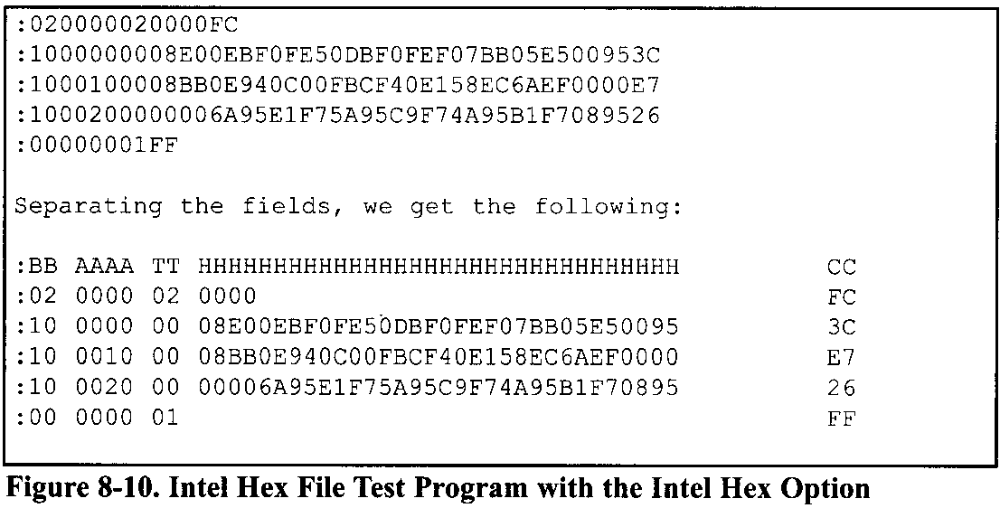 :020000020000FC
:1000000008E00EBF0FE50DBF0FEF07BB05E500953C
:1000100008BB0E940C00FBCF40E158EC6AEF0000E7
:1000200000006A95E1F75A95C9F74A95B1F7089526
:00000001FF
Separating the fields, we get the following:
:BB AAAA TT HHHHHHHHHHHHHHHHHHHHHHHHHHHHHHHH CC
:02 0000 02 0000 FC
:10 0000 00 08E00EBF0FE50DBF0FEF07BB05E50095 3C
:10 0010 00 08BB0E940C00FBCF40E158EC6AEF0000 E7
:10 0020 00 00006A95E1F75A95C9F74A95B1F70895 26
:00 0000 01 FF
Figure 8-10. Intel Hex File Test Program with the Intel Hex Option